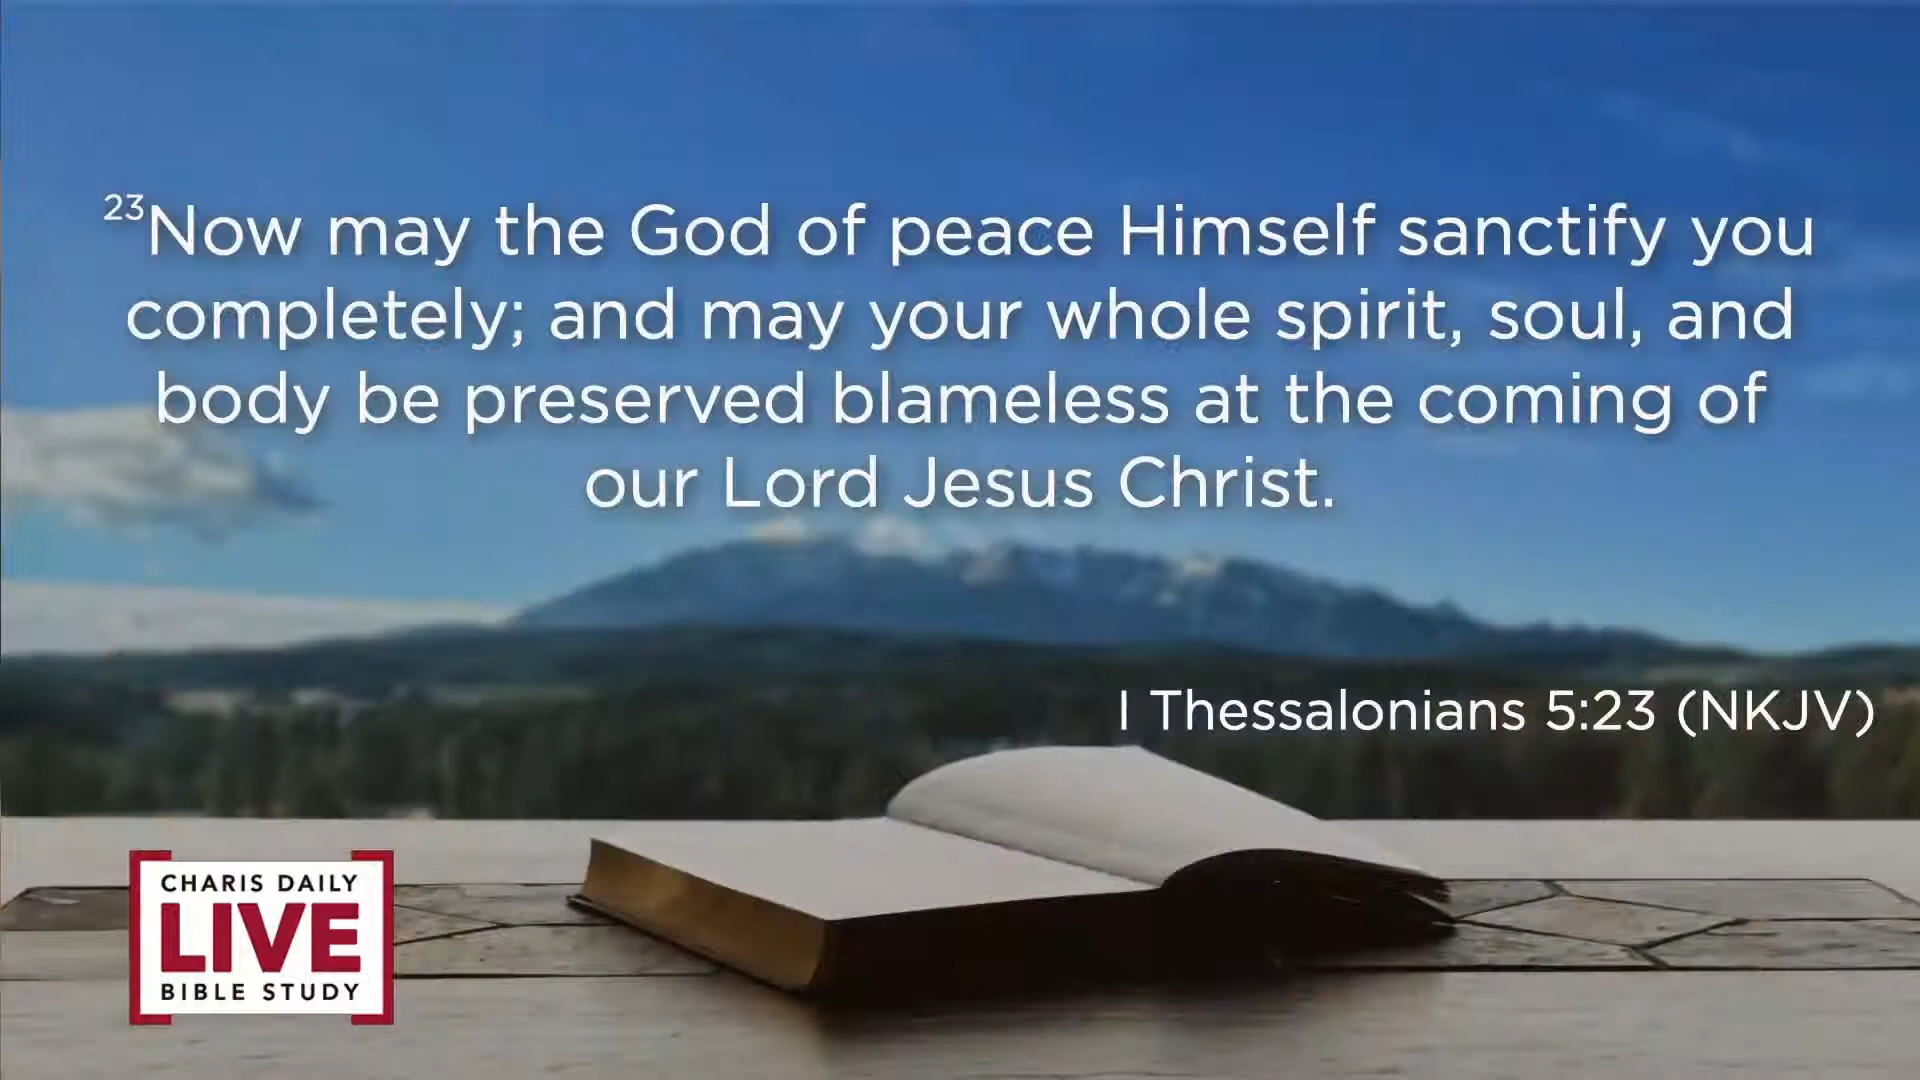 23Now may the God of peace Himself sanctify you
completely; and may your whole spirit, soul, and
body be preserved blameless at the coming of
our Lord Jesus Christ.
I Thessalonians 5:23 (NKJV)
CHARIS DAILY
LIVE
BIBLE STUDY